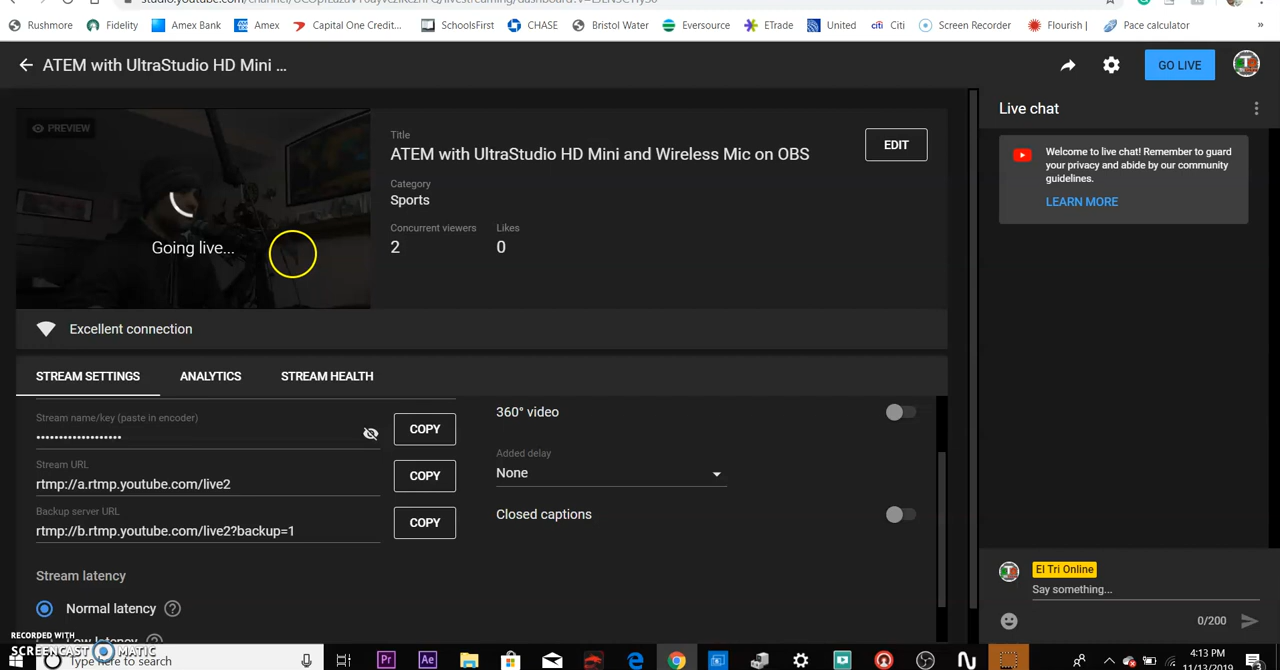 Rushmore Fidelity Amex Bank Amex Capital One Credit... SchoolsFirst CHASE Bristol Water Eversource ETrade United citi Citi Screen Recorder Flourish | Pace calculator »
ATEM with UltraStudio HD Mini ... GO LIVE
PREVIEW
Going live...
Title
ATEM with UltraStudio HD Mini and Wireless Mic on OBS
EDIT
Category
Sports
Concurrent viewers Likes
2 0
Excellent connection
STREAM SETTINGS ANALYTICS STREAM HEALTH
Stream name/key (paste in encoder)
••••••••••••••••••• COPY
Stream URL
rtmp://a.rtmp.youtube.com/live2 COPY
Backup server URL
rtmp://b.rtmp.youtube.com/live2?backup=1 COPY
Stream latency
Normal latency ?
Low latency
360° video
Added delay
None
Closed captions
Live chat
Welcome to live chat! Remember to guard
your privacy and abide by our community
guidelines.
LEARN MORE
El Tri Online
Say something...
0/200
RECORDED WITH
SCREENCAST MATIC
Type here to search
Pr Ae
4:13 PM
11/13/2019